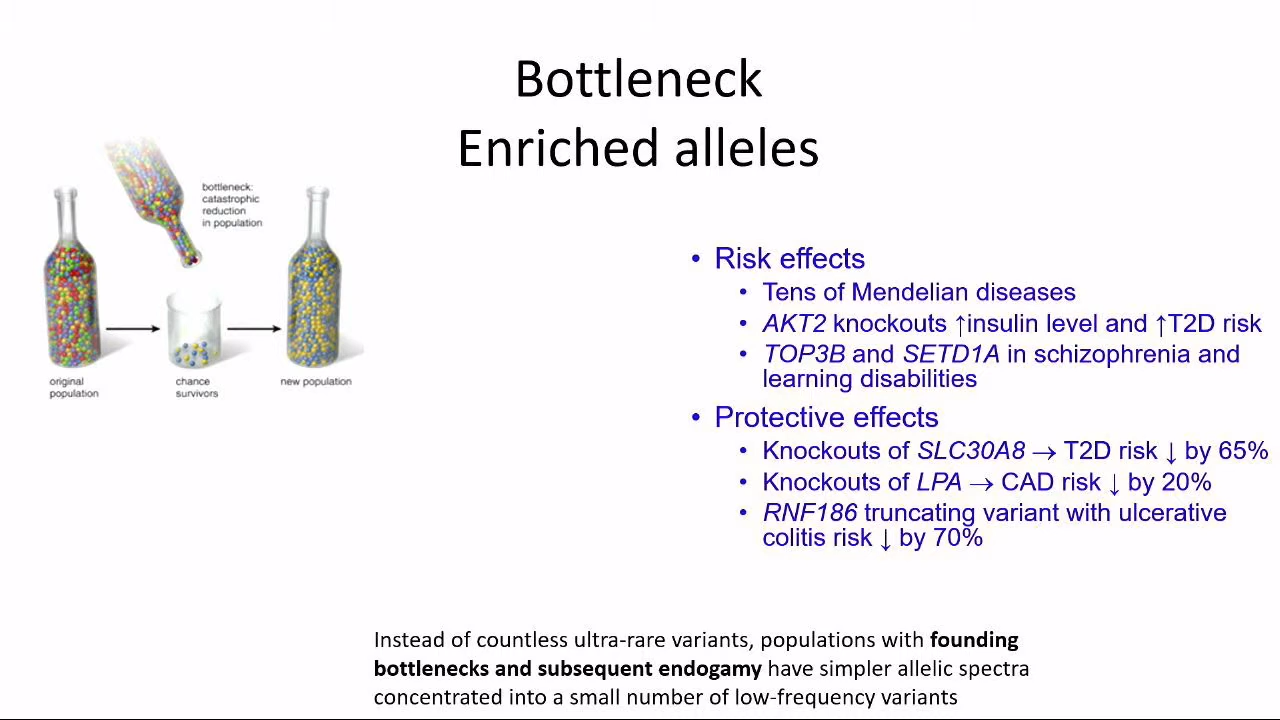 Bottleneck
Enriched alleles
bottleneck:
catastrophic
reduction
in population
original
population
chance
survivors
new population
• Risk effects
• Tens of Mendelian diseases
• AKT2 knockouts ↑insulin level and ↑T2D risk
• TOP3B and SETD1A in schizophrenia and
learning disabilities
• Protective effects
• Knockouts of SLC30A8 → T2D risk ↓ by 65%
• Knockouts of LPA → CAD risk ↓ by 20%
• RNF186 truncating variant with ulcerative
colitis risk ↓ by 70%
Instead of countless ultra-rare variants, populations with founding
bottlenecks and subsequent endogamy have simpler allelic spectra
concentrated into a small number of low-frequency variants